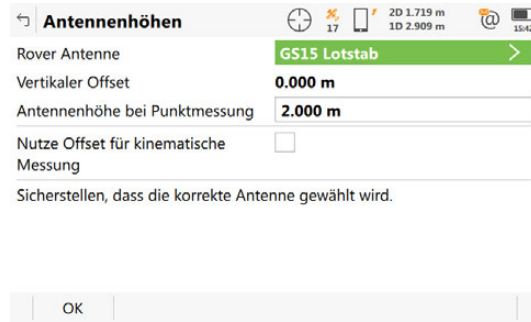 Antennenhöhen
17
2D 1.719 m
1D 2.909 m
@
15:42
Rover Antenne
GS15 Lotstab
Vertikaler Offset
0.000 m
Antennenhöhe bei Punktmessung
2.000 m
Nutze Offset für kinematische
Messung
Sicherstellen, dass die korrekte Antenne gewählt wird.
OK